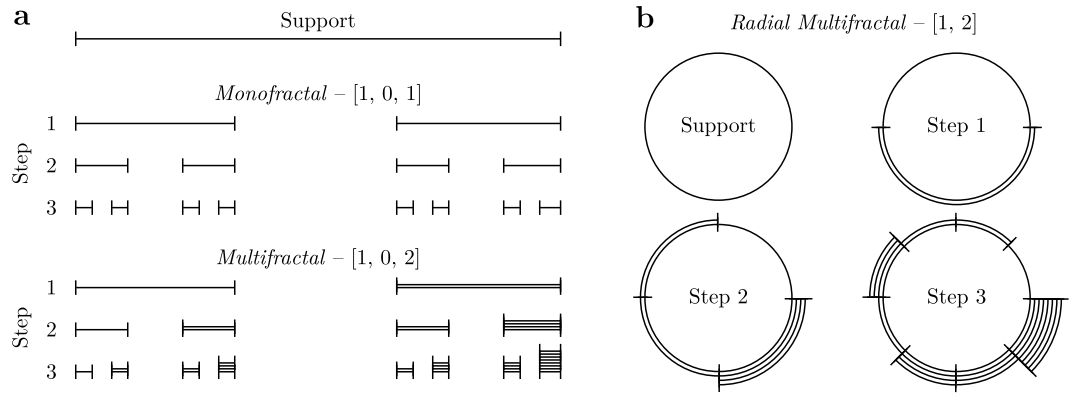 a
Support
Monofractal – [1, 0, 1]
Step
1
2
3
Multifractal – [1, 0, 2]
Step
1
2
3
b
Radial Multifractal – [1, 2]
Support
Step 1
Step 2
Step 3